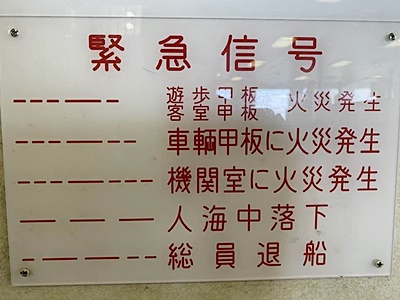 緊急信号
---—- 遊歩甲板 客室甲板 火災発生
----—-- 車輌甲板に火災発生
----—--- 機関室に火災発生
— — — 人海中落下
-———--- 総員退船